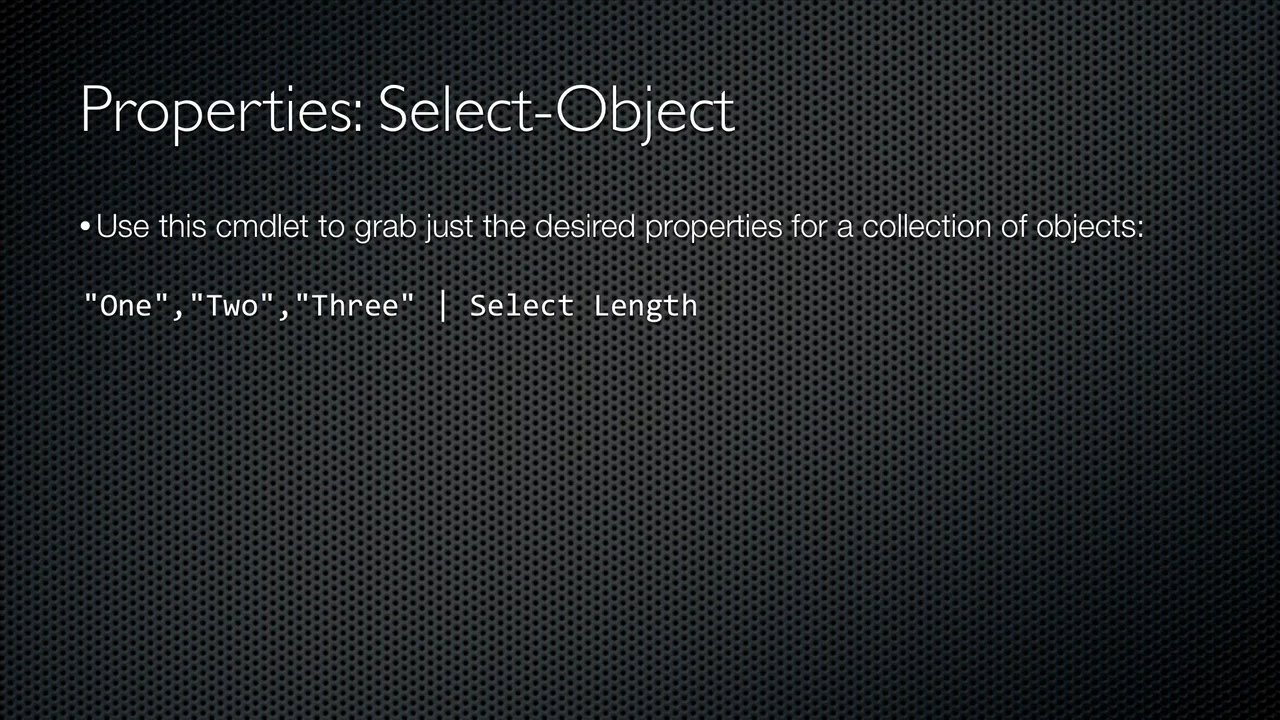 Properties: Select-Object
•Use this cmdlet to grab just the desired properties for a collection of objects:
"One","Two","Three" | Select Length